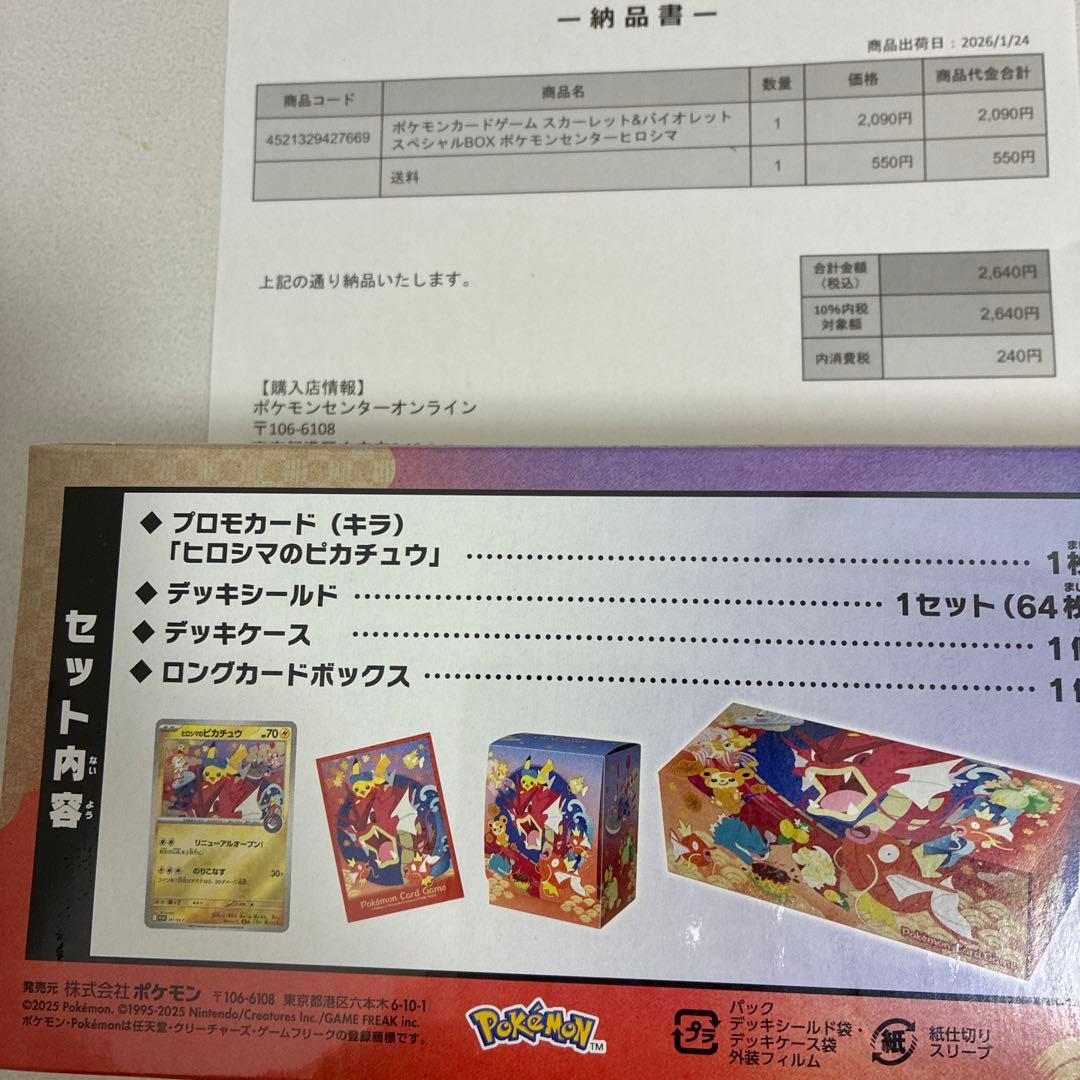 ー納品書ー
商品出荷日：2026/1/24
商品コード 商品名 数量 価格 商品代金合計
4521329427669 ポケモンカードゲーム スカーレット&バイオレット スペシャルBOX ポケモンセンターヒロシマ 1 2,090円 2,090円
送料 1 550円 550円
上記の通り納品いたします。
合計金額（税込） 2,640円
10%内税対象額 2,640円
内消費税 240円
【購入店情報】
ポケモンセンターオンライン
〒106-6108
セット内容
ない よう
◆ プロモカード（キラ）
「ヒロシマのピカチュウ」 1枚
◆ デッキシールド 1セット（64枚
◆ デッキケース 1
◆ ロングカードボックス 1
ヒロシマのピカチュウ HP70
リニューアルオープン！
のりこなす 30+
Pokémon Card Game
Pokémon Card Game
発売元 株式会社ポケモン 〒106-6108 東京都港区六本木6-10-1
©2025 Pokémon. ©1995-2025 Nintendo/Creatures Inc./GAME FREAK inc.
ポケモン・Pokémonは任天堂・クリーチャーズ・ゲームフリークの登録商標です。
POKéMON TM
プラ
パック
デッキシールド袋・
デッキケース袋
外装フィルム
紙
紙仕切り
スリーブ